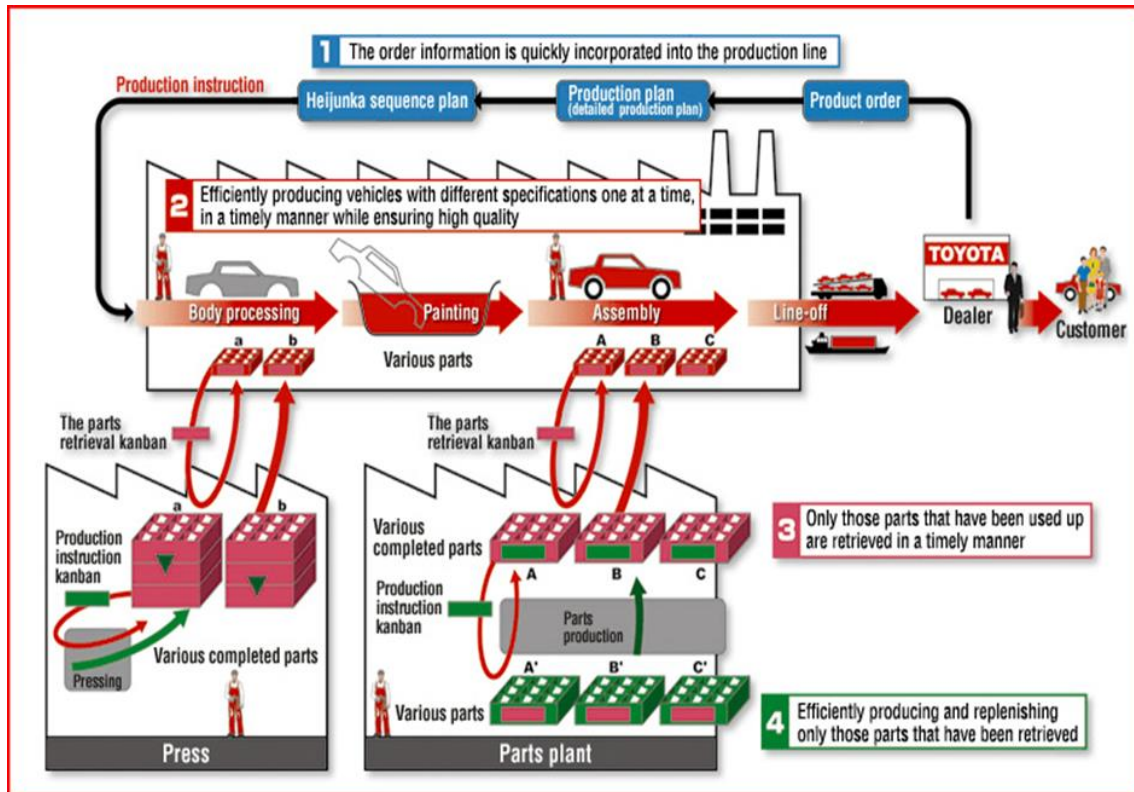 1 The order information is quickly incorporated into the production line
Production instruction
Heijunka sequence plan
Production plan
(detailed production plan)
Product order
2 Efficiently producing vehicles with different specifications one at a time,
in a timely manner while ensuring high quality
TOYOTA
Body processing
Painting
Assembly
Line-off
Dealer
Customer
a b
Various parts
A B C
The parts
retrieval kanban
The parts
retrieval kanban
a b
Production
instruction
kanban
Pressing
Various completed parts
Press
Various
completed parts
A B C
Production
instruction
kanban
Parts
production
A' B' C'
Various parts
Parts plant
3 Only those parts that have been used up
are retrieved in a timely manner
4 Efficiently producing and replenishing
only those parts that have been retrieved